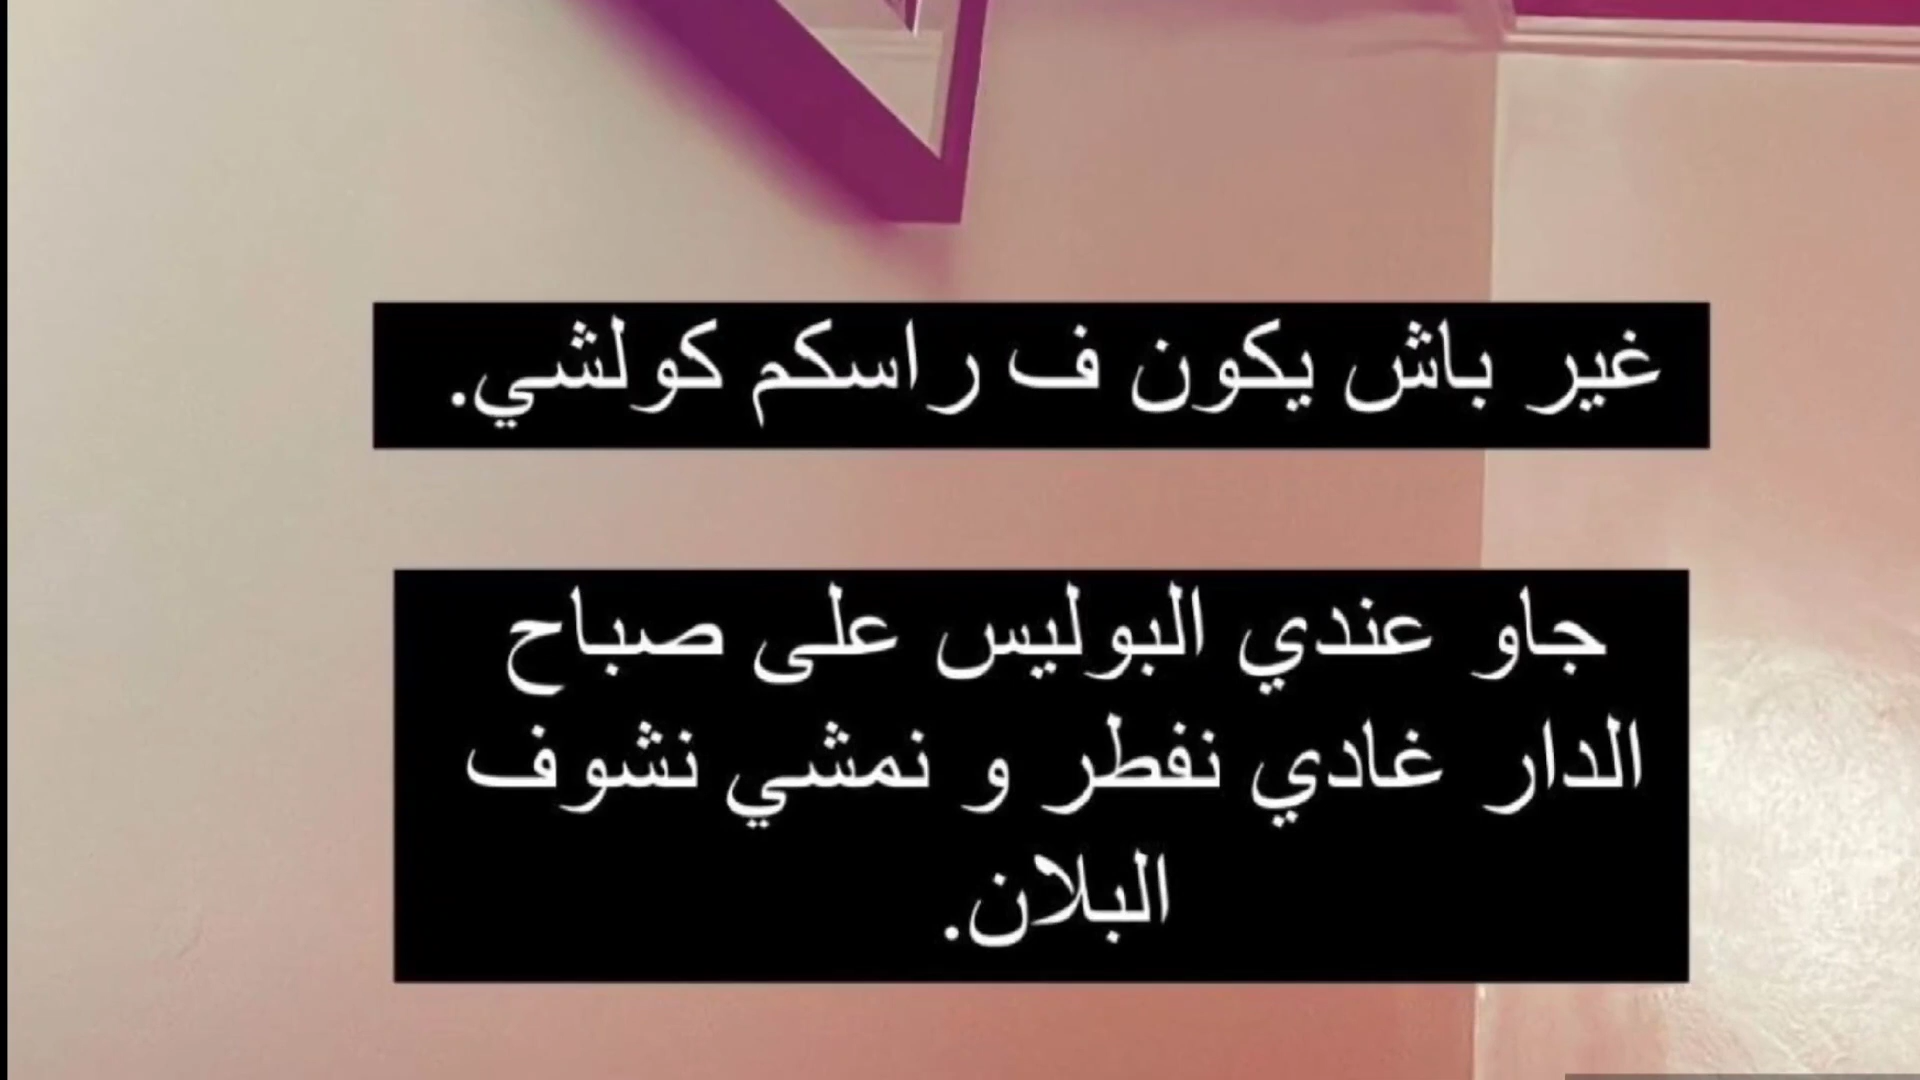 غير باش يكون ف راسكم كولشي.
جاو عندي البوليس على صباح
الدار غادي نفطر و نمشي نشوف
البلان.